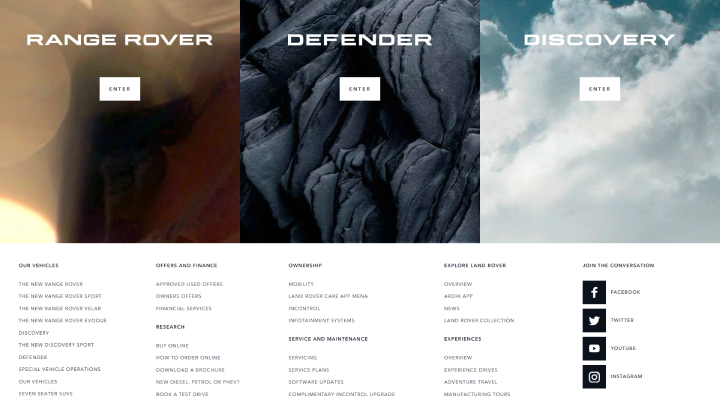 RANGE ROVER
ENTER
DEFENDER
ENTER
DISCOVERY
ENTER
OUR VEHICLES
THE NEW RANGE ROVER
THE NEW RANGE ROVER SPORT
THE NEW RANGE ROVER VELAR
THE NEW RANGE ROVER EVOQUE
DISCOVERY
THE NEW DISCOVERY SPORT
DEFENDER
SPECIAL VEHICLE OPERATIONS
OUR VEHICLES
SEVEN SEATER SUVS
OFFERS AND FINANCE
APPROVED USED OFFERS
OWNERS OFFERS
FINANCIAL SERVICES
RESEARCH
BUY ONLINE
HOW TO ORDER ONLINE
DOWNLOAD A BROCHURE
NEW DIESEL, PETROL OR PHEV?
BOOK A TEST DRIVE
OWNERSHIP
MOBILITY
LAND ROVER CARE APP MENA
INCONTROL
INFOTAINMENT SYSTEMS
SERVICE AND MAINTENANCE
SERVICING
SERVICE PLANS
SOFTWARE UPDATES
COMPLIMENTARY INCONTROL UPGRADE
EXPLORE LAND ROVER
OVERVIEW
ARDHI APP
NEWS
LAND ROVER COLLECTION
EXPERIENCES
OVERVIEW
EXPERIENCE DRIVES
ADVENTURE TRAVEL
MANUFACTURING TOURS
JOIN THE CONVERSATION
FACEBOOK
TWITTER
YOUTUBE
INSTAGRAM